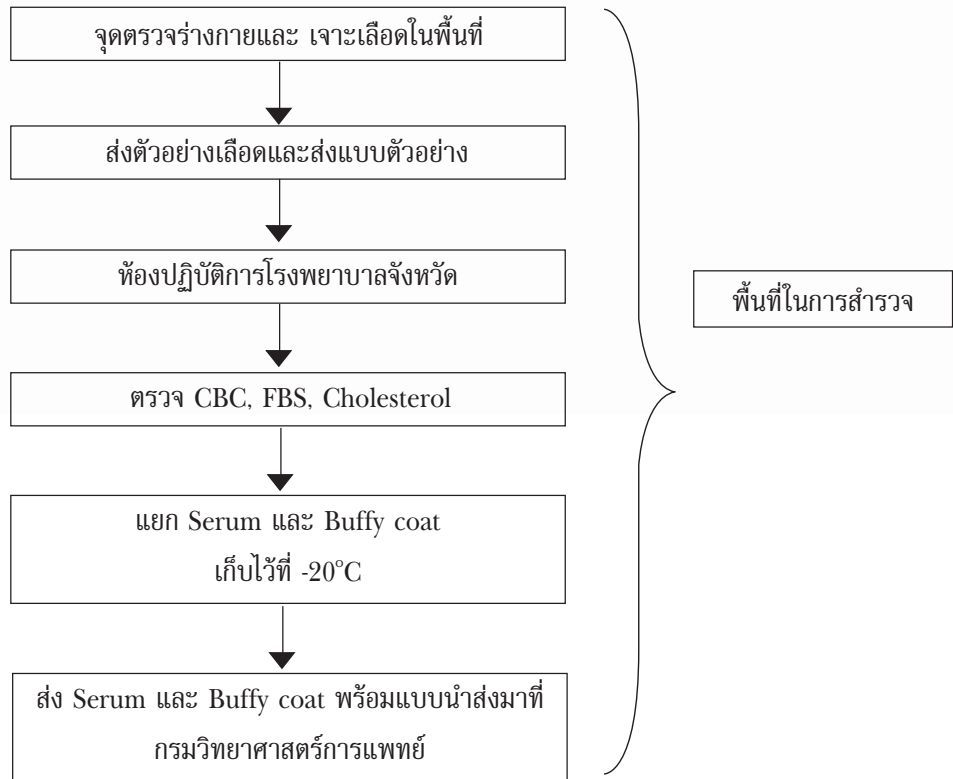 จุดตรวจร่างกายและ เจาะเลือดในพื้นที่
ส่งตัวอย่างเลือดและส่งแบบตัวอย่าง
ห้องปฏิบัติการโรงพยาบาลจังหวัด
พื้นที่ในการสำรวจ
ตรวจ CBC, FBS, Cholesterol
แยก Serum และ Buffy coat
เก็บไว้ที่ -20°C
ส่ง Serum และ Buffy coat พร้อมแบบนำส่งมาที่
กรมวิทยาศาสตร์การแพทย์